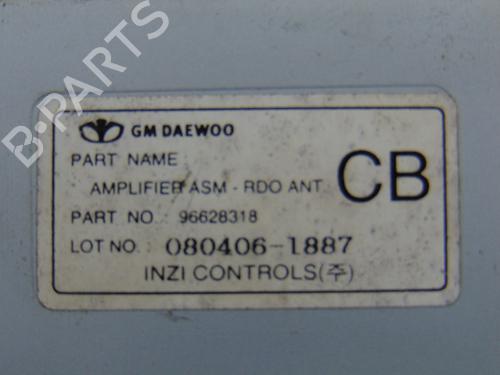 GM DAEWOO
PART NAME
AMPLIFIER ASM - RDO ANT
CB
PART NO. 96628318
LOT NO. : 080406-1887
INZI CONTROLS(주)
B-PARTS